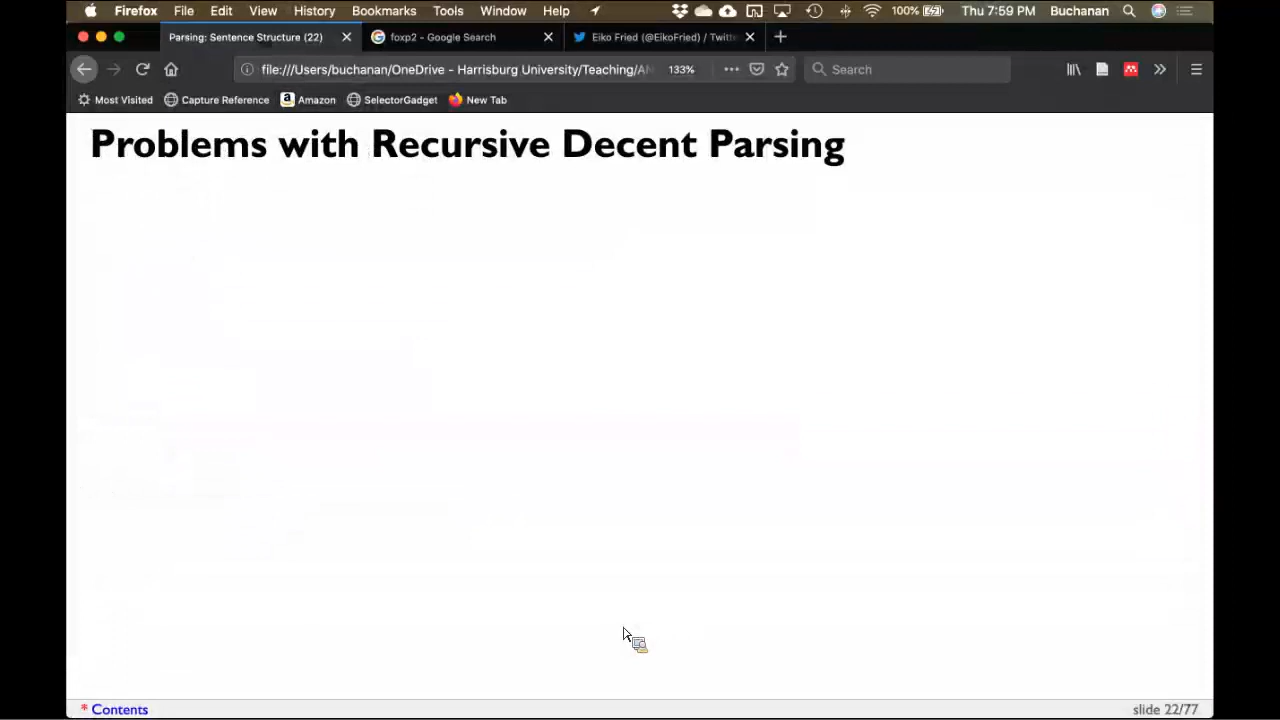 Firefox File Edit View History Bookmarks Tools Window Help 100% Thu 7:59 PM Buchanan
Parsing: Sentence Structure (22) foxp2 - Google Search Eiko Fried (@EikoFried) / Twitt
file:///Users/buchanan/OneDrive - Harrisburg University/Teaching/AN 133% Search
Most Visited Capture Reference Amazon SelectorGadget New Tab
Problems with Recursive Decent Parsing
* Contents slide 22/77